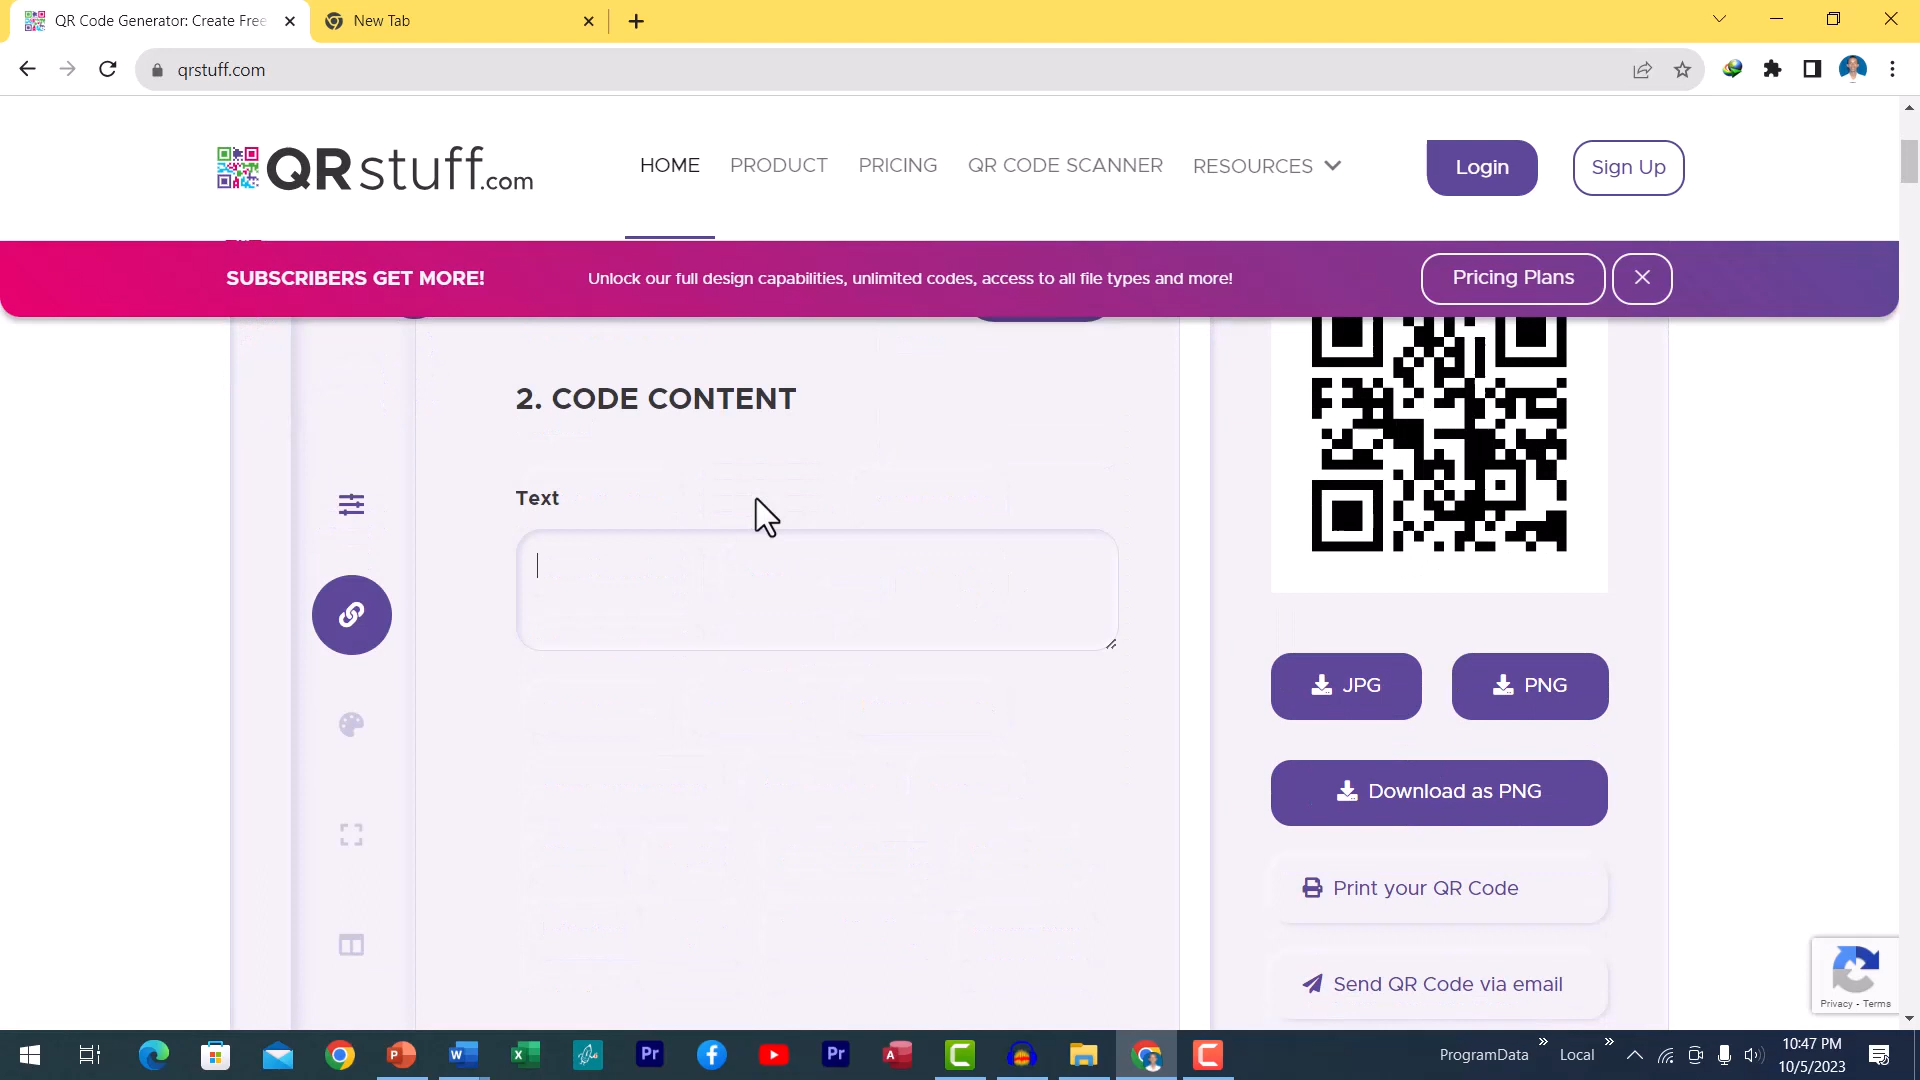 QR Code Generator: Create Free
New Tab
qrstuff.com
QRstuff.com
HOME
PRODUCT
PRICING
QR CODE SCANNER
RESOURCES
Login
Sign Up
SUBSCRIBERS GET MORE!
Unlock our full design capabilities, unlimited codes, access to all file types and more!
Pricing Plans
2. CODE CONTENT
Text
JPG
PNG
Download as PNG
Print your QR Code
Send QR Code via email
Privacy - Terms
ProgramData
Local
10:47 PM
10/5/2023